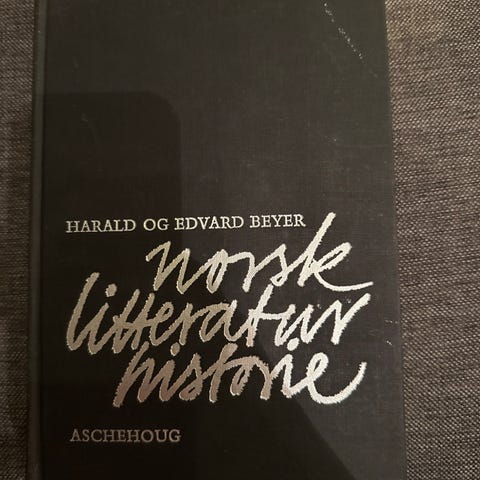 HARALD OG EDVARD BEYER
norsk
litteratur
historie
ASCHEHOUG